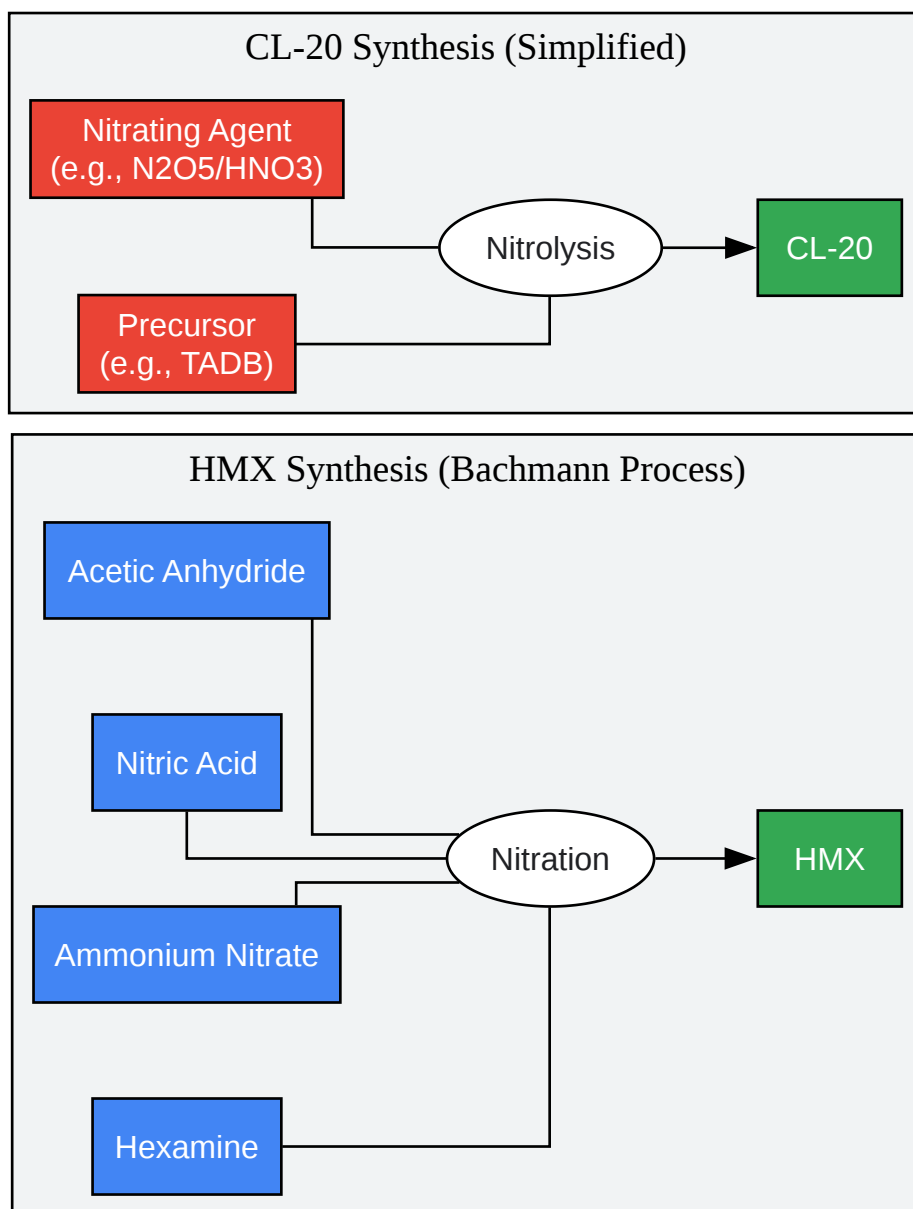 CL-20 Synthesis (Simplified)
Nitrating Agent
(e.g., N2O5/HNO3)
Nitrolysis
CL-20
Precursor
(e.g., TADB)
HMX Synthesis (Bachmann Process)
Acetic Anhydride
Nitric Acid
Nitration
HMX
Ammonium Nitrate
Hexamine